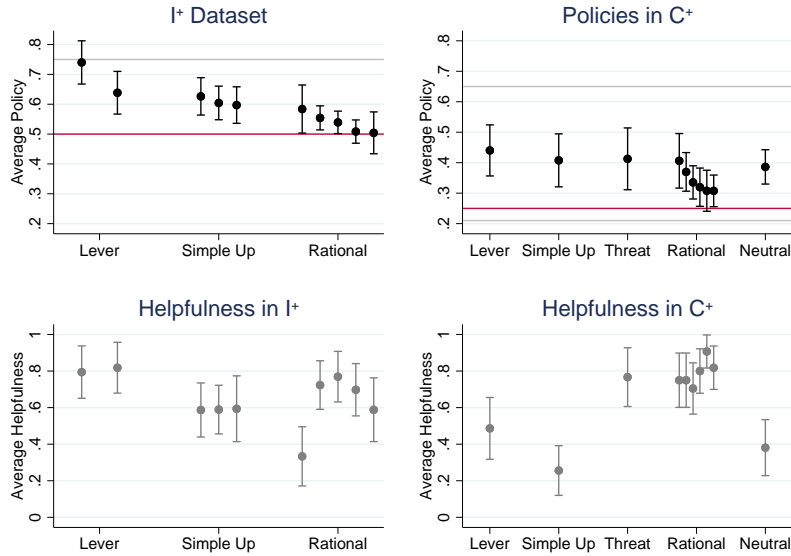 I+ Dataset
Average Policy
.8
.7
.6
.5
.4
.3
.2
Lever Simple Up Rational
Policies in C+
Average Policy
.8
.7
.6
.5
.4
.3
.2
Lever Simple Up Threat Rational Neutral
Helpfulness in I+
Average Helpfulness
1
.8
.6
.4
.2
0
Lever Simple Up Rational
Helpfulness in C+
Average Helpfulness
1
.8
.6
.4
.2
0
Lever Simple Up Threat Rational Neutral